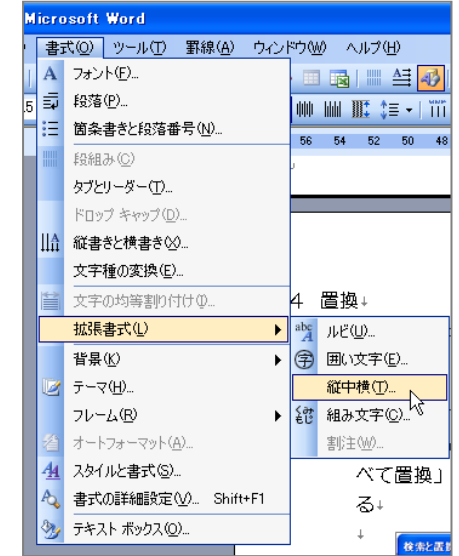 Microsoft Word
書式(O) ツール(T) 罫線(A) ウィンドウ(W) ヘルプ(H)
フォント(F)...
段落(P)...
箇条書きと段落番号(N)...
段組み(C)
タブとリーダー(T)...
ドロップ キャップ(D)...
縦書きと横書き(X)...
文字種の変換(E)...
文字の均等割り付け(I)...
拡張書式(L)
背景(K)
テーマ(H)...
フレーム(R)
オートフォーマット(A)...
スタイルと書式(S)...
書式の詳細設定(V)... Shift+F1
テキスト ボックス(Q)...
56 54 52 50 48
4 置換↓
ルビ(U)...
囲い文字(E)...
縦中横(T)...
組み文字(C)...
割注(W)...
べて置換」
る↓
↓
検索と置